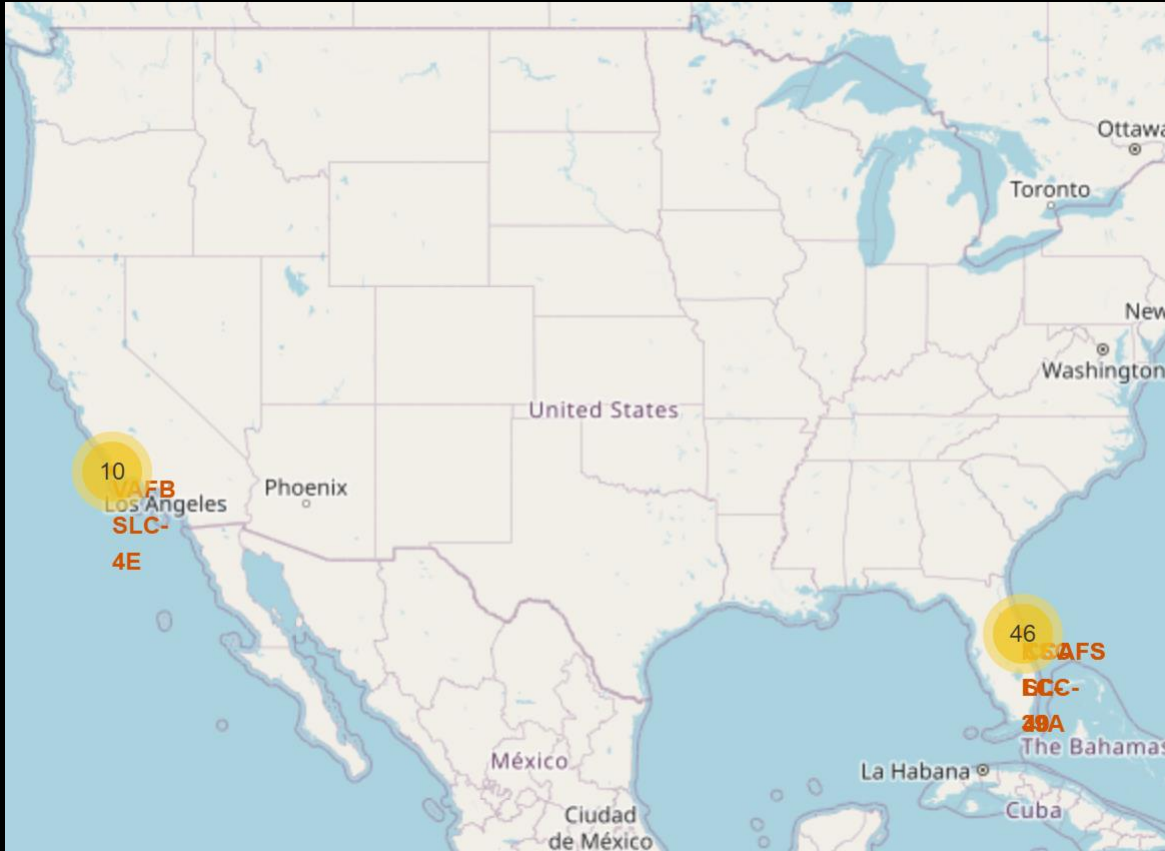 Ottawa
Toronto
New
Washington
United States
10
VAFB
SLC-
4E
Los Angeles
Phoenix
46
México
The Bahamas
La Habana
Cuba
Ciudad
de México